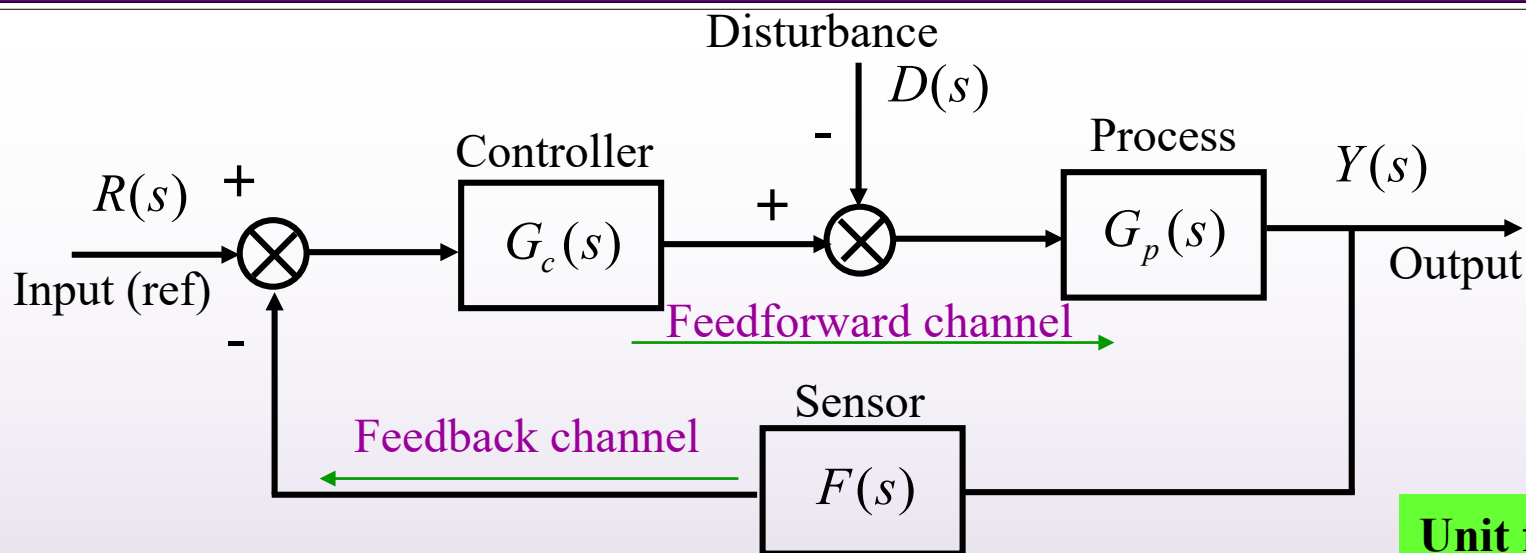 Disturbance
D(s)
-
Controller
Process
R(s)
+
+
Y(s)
G_c(s)
G_p(s)
Input (ref)
Output
Feedforward channel
-
Sensor
Feedback channel
F(s)
Unit